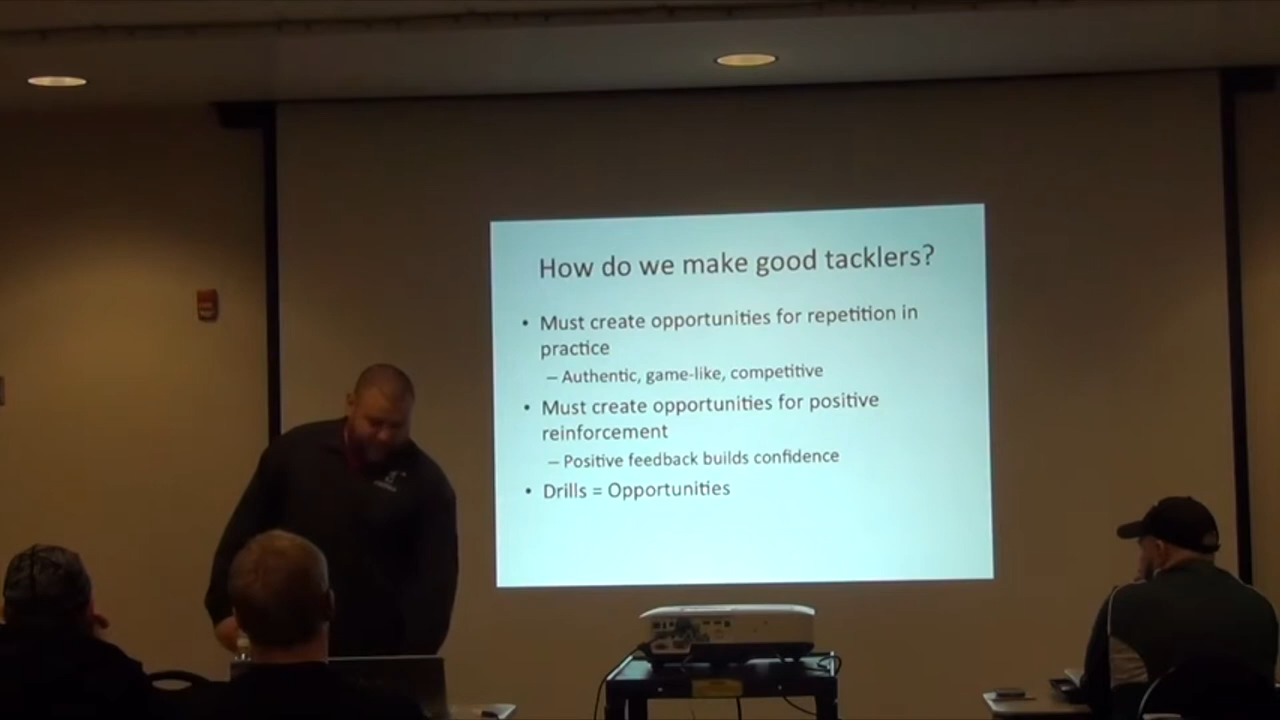 How do we make good tacklers?
• Must create opportunities for repetition in
practice
– Authentic, game-like, competitive
• Must create opportunities for positive
reinforcement
– Positive feedback builds confidence
• Drills = Opportunities